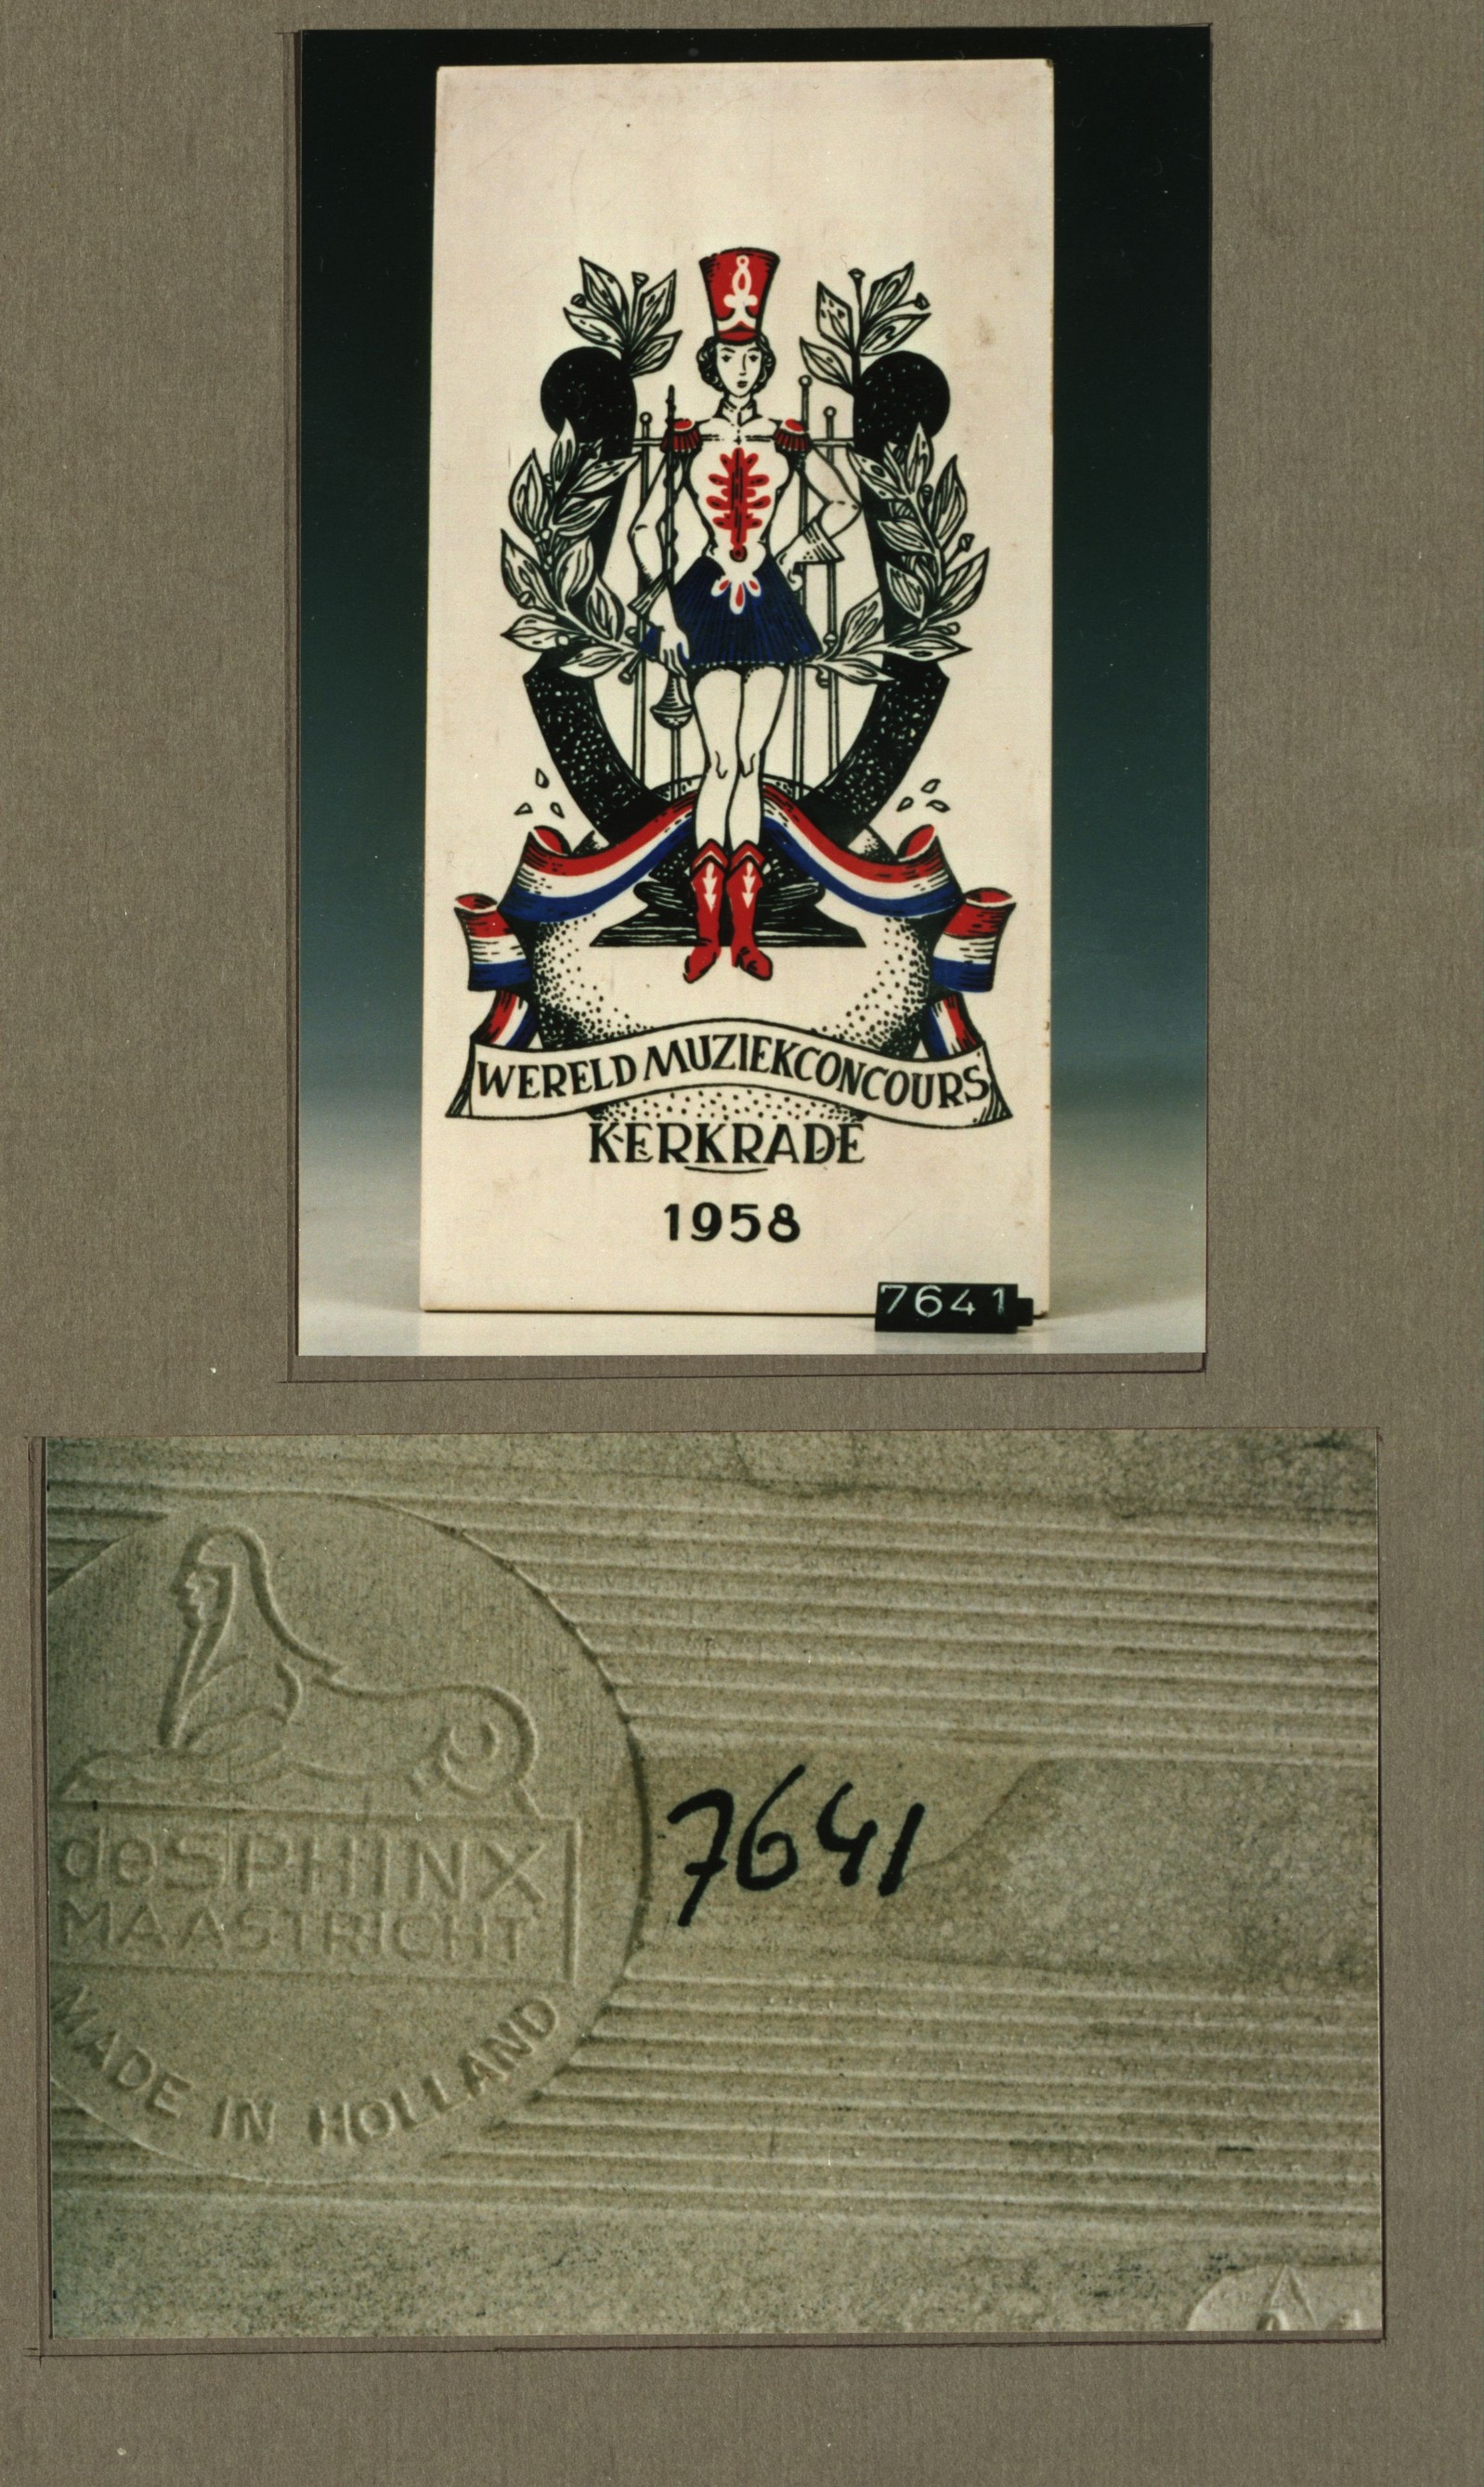 WERELD MUZIEKCONCOURS
KERKRADE
1958
7641
deSPHINX
MAASTRICHT
MADE IN HOLLAND
7641